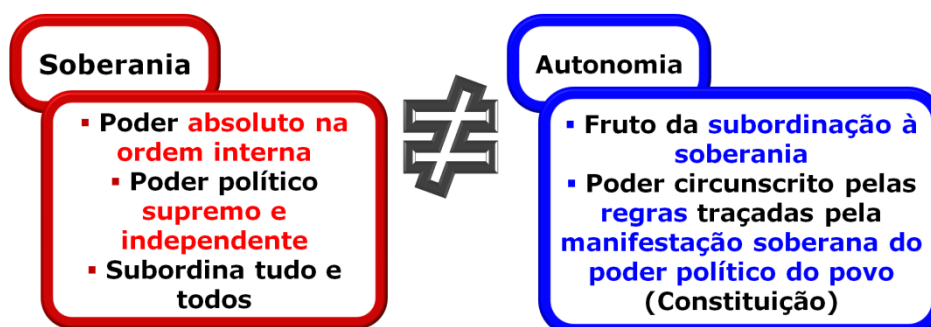 Soberania
▪ Poder absoluto na
ordem interna
▪ Poder político
supremo e
independente
▪ Subordina tudo e
todos
≠
Autonomia
▪ Fruto da subordinação à
soberania
▪ Poder circunscrito pelas
regras traçadas pela
manifestação soberana do
poder político do povo
(Constituição)